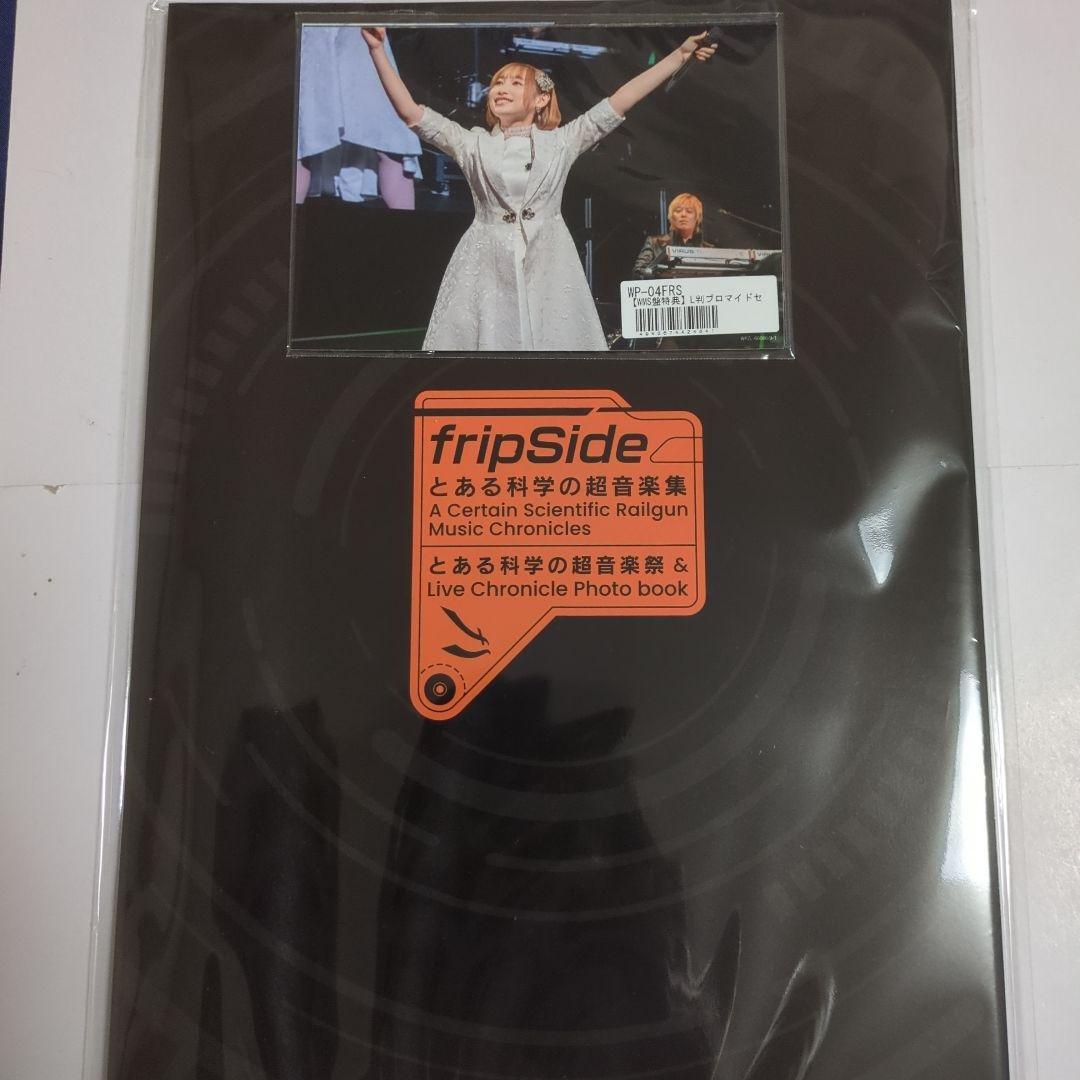 VIRUS
WP-04FRS
【WMS盤特典】L判ブロマイドセ
fripSide
とある科学の超音楽集
A Certain Scientific Railgun
Music Chronicles
とある科学の超音楽祭 &
Live Chronicle Photo book